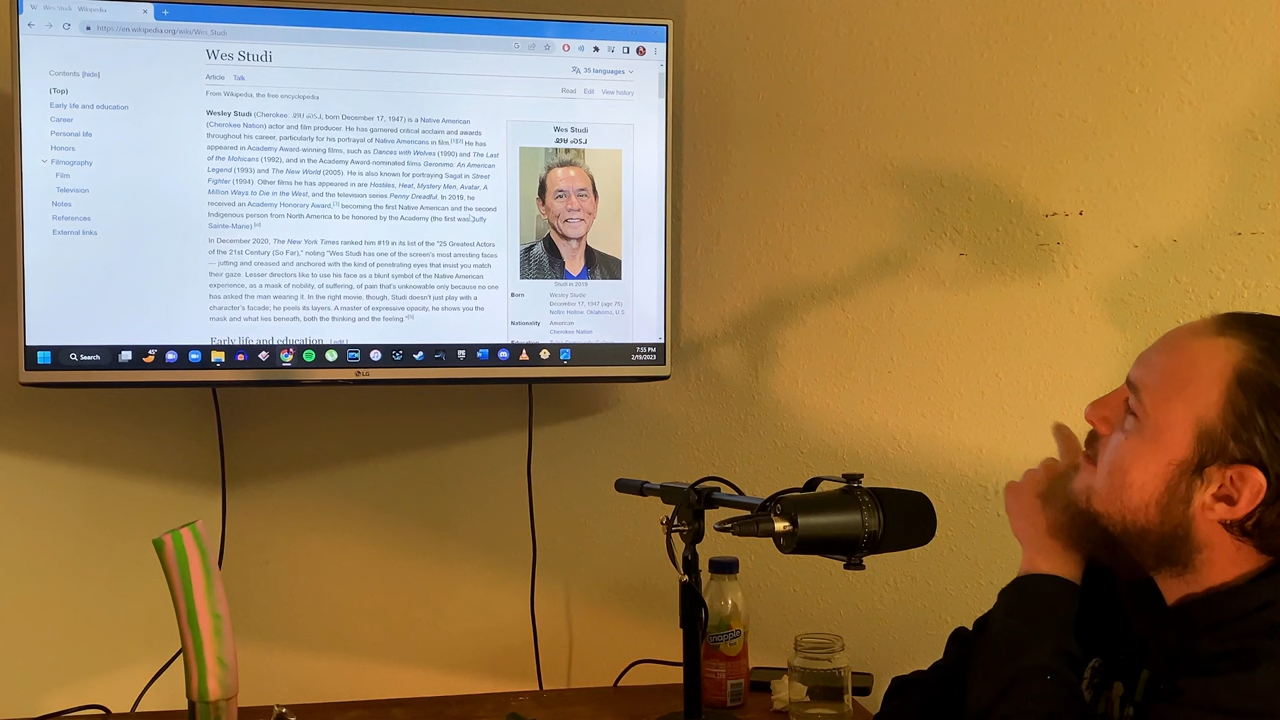 W Wes Studi - Wikipedia
https://en.wikipedia.org/wiki/Wes_Studi
Wes Studi
35 languages
Article Talk
Read Edit View history
From Wikipedia, the free encyclopedia
Contents [hide]
(Top)
Early life and education
Career
Personal life
Honors
Filmography
Film
Television
Notes
References
External links
Wesley Studi (Cherokee: born December 17, 1947) is a Native American
(Cherokee Nation) actor and film producer. He has garnered critical acclaim and awards
throughout his career, particularly for his portrayal of Native Americans in film.[1][2] He has
appeared in Academy Award-winning films, such as Dances with Wolves (1990) and The Last
of the Mohicans (1992), and in the Academy Award-nominated films Geronimo: An American
Legend (1993) and The New World (2005). He is also known for portraying Sagat in Street
Fighter (1994). Other films he has appeared in are Hostiles, Heat, Mystery Men, Avatar, A
Million Ways to Die in the West, and the television series Penny Dreadful. In 2019, he
received an Academy Honorary Award,[3] becoming the first Native American and the second
Indigenous person from North America to be honored by the Academy (the first was Buffy
Sainte-Marie).[a]
In December 2020, The New York Times ranked him #19 in its list of the "25 Greatest Actors
of the 21st Century (So Far)," noting "Wes Studi has one of the screen's most arresting faces
— jutting and creased and anchored with the kind of penetrating eyes that insist you match
their gaze. Lesser directors like to use his face as a blunt symbol of the Native American
experience, as a mask of nobility, of suffering, of pain that's unknowable only because no one
has asked the man wearing it. In the right movie, though, Studi doesn't just play with a
character's facade; he peels its layers. A master of expressive opacity, he shows you the
mask and what lies beneath, both the thinking and the feeling."[5]
Early life and education [edit]
Wes Studi
Studi in 2019
Born Wesley Studie
December 17, 1947 (age 75)
Nofire Hollow, Oklahoma, U.S.
Nationality American
Cherokee Nation
Search
45°
7:55 PM
2/19/2023
LG
snapple